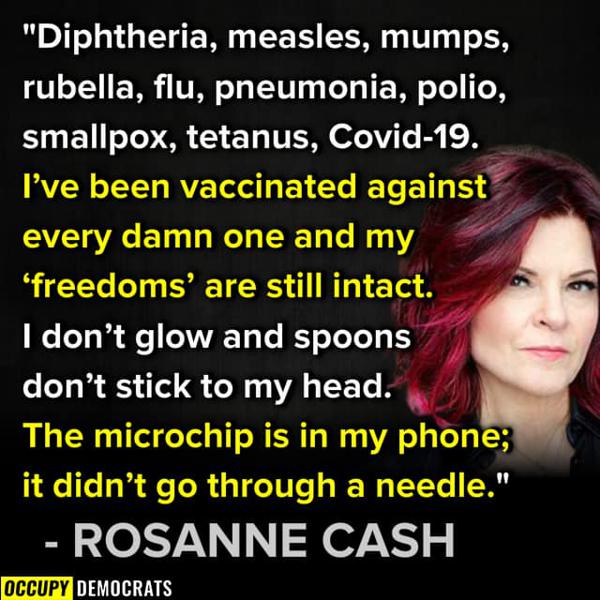 "Diphtheria, measles, mumps,
rubella, flu, pneumonia, polio,
smallpox, tetanus, Covid-19.
I’ve been vaccinated against
every damn one and my
‘freedoms’ are still intact.
I don’t glow and spoons
don’t stick to my head.
The microchip is in my phone;
it didn’t go through a needle."
- ROSANNE CASH
OCCUPY DEMOCRATS